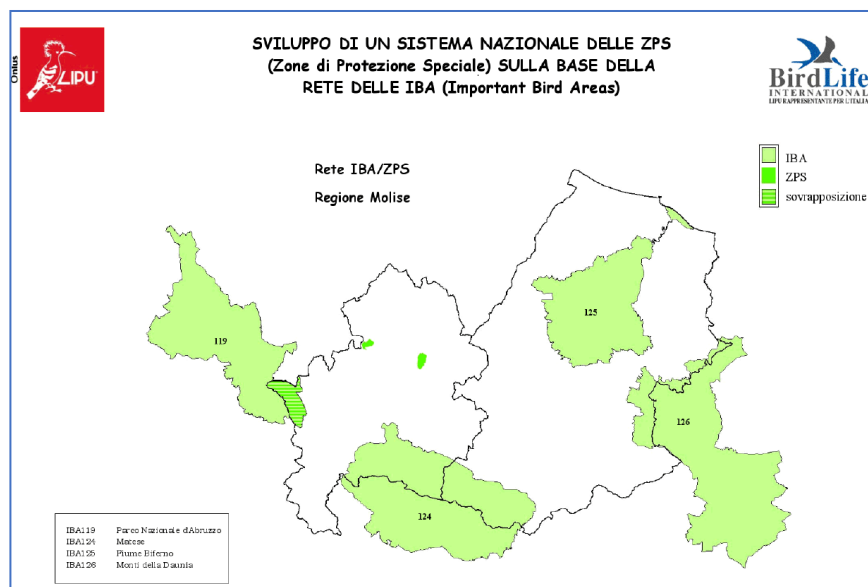 Onlus
LIPU
SVILUPPO DI UN SISTEMA NAZIONALE DELLE ZPS
(Zone di Protezione Speciale) SULLA BASE DELLA
RETE DELLE IBA (Important Bird Areas)
BirdLife
INTERNATIONAL
LIPU RAPPRESENTANTE PER L'ITALIA
Rete IBA/ZPS
Regione Molise
IBA
ZPS
sovrapposizione
119
125
126
124
IBA119 Parco Nazionale d'Abruzzo
IBA124 Matese
IBA125 Fiume Biferno
IBA126 Monti della Daunia